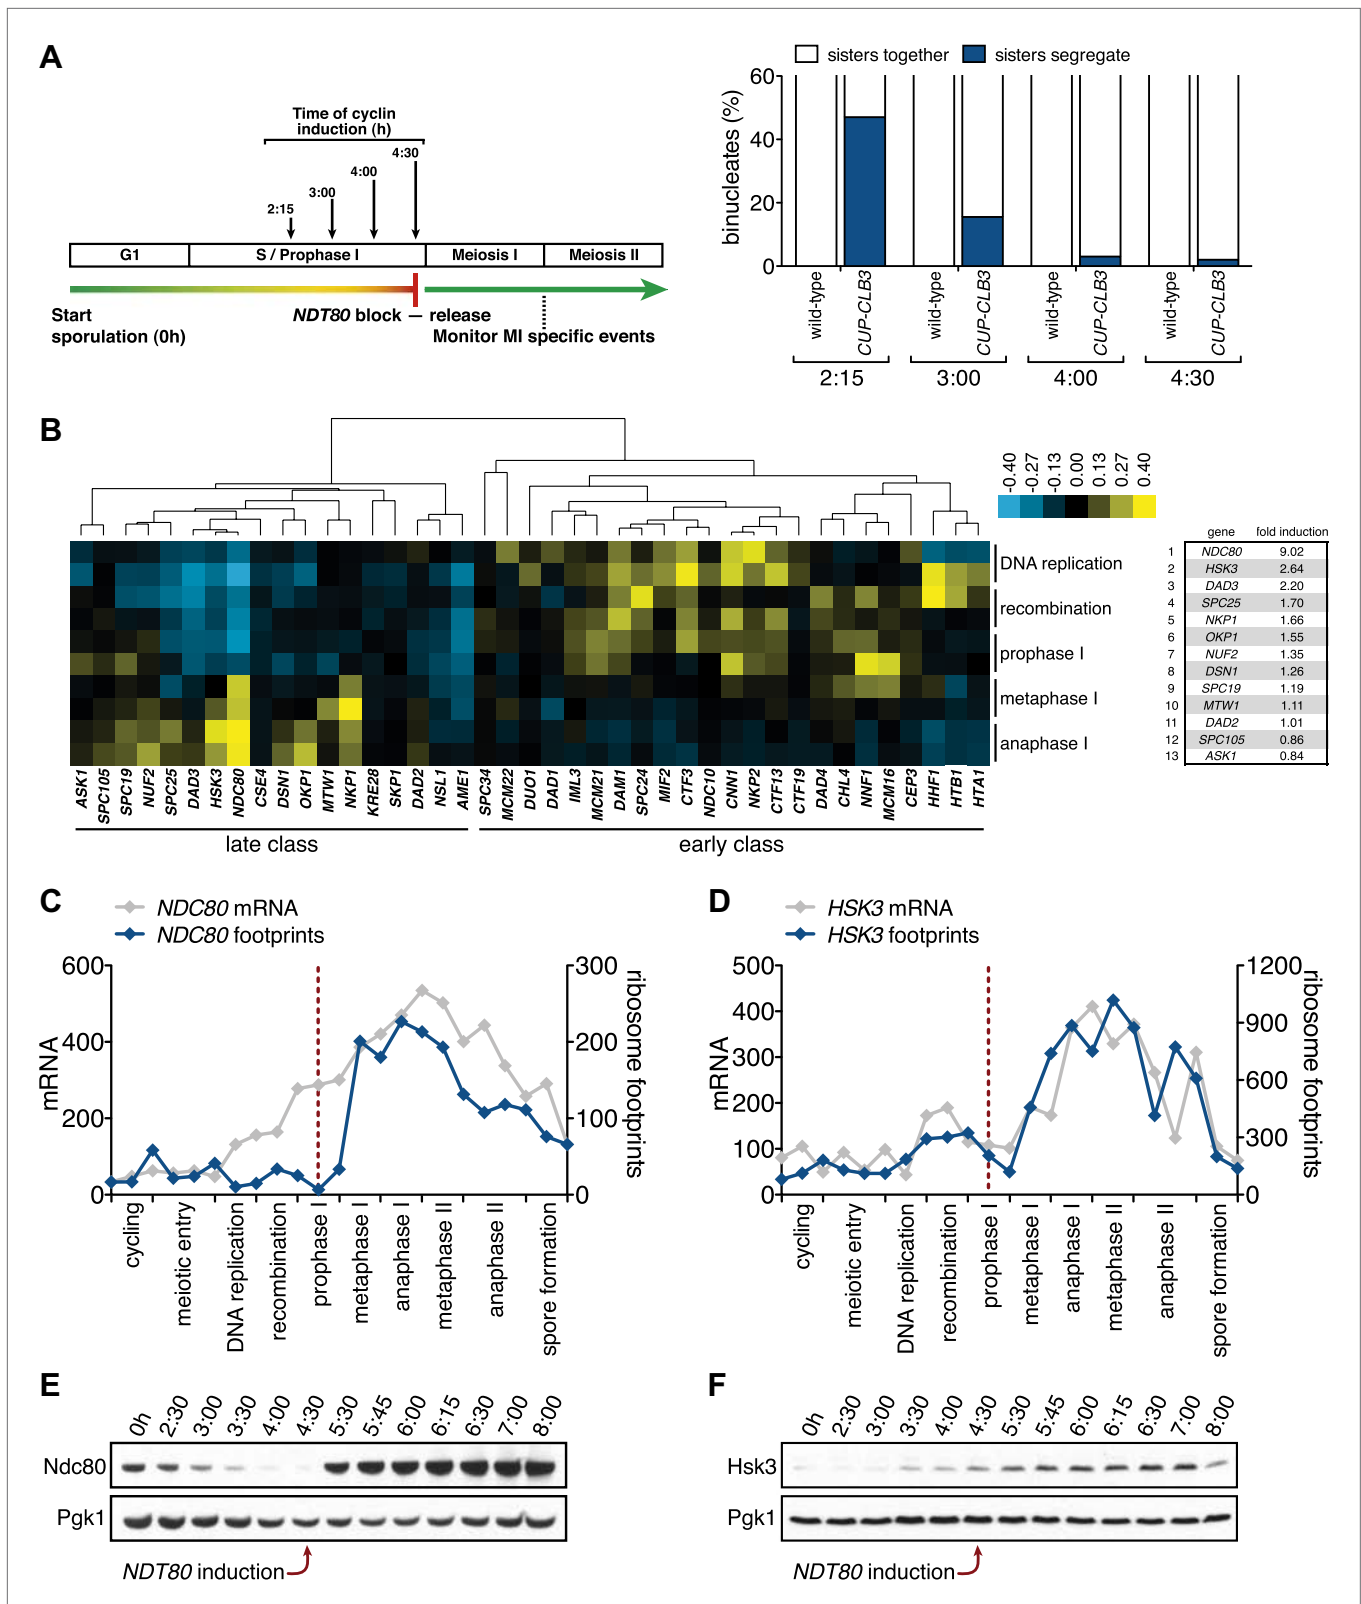 A
Time of cyclin
induction (h)
2:15
3:00
4:00
4:30
G1
S / Prophase I
Meiosis I
Meiosis II
Start
sporulation (0h)
NDT80 block — release
Monitor MI specific events
sisters together
sisters segregate
binucleates (%)
60
40
20
0
wild-type
CUP-CLB3
wild-type
CUP-CLB3
wild-type
CUP-CLB3
wild-type
CUP-CLB3
2:15
3:00
4:00
4:30
B
-0.40
-0.27
-0.13
0.00
0.13
0.27
0.40
DNA replication
recombination
prophase I
metaphase I
anaphase I
gene fold induction
1 NDC80 9.02
2 HSK3 2.64
3 DAD3 2.20
4 SPC25 1.70
5 NKP1 1.66
6 OKP1 1.55
7 NUF2 1.35
8 DSN1 1.26
9 SPC19 1.19
10 MTW1 1.11
11 DAD2 1.01
12 SPC105 0.86
13 ASK1 0.84
ASK1
SPC105
SPC19
NUF2
SPC25
DAD3
HSK3
NDC80
CSE4
DSN1
OKP1
MTW1
NKP1
KRE28
SKP1
DAD2
NSL1
AME1
SPC34
MCM22
DUO1
DAD1
IML3
MCM21
DAM1
SPC24
MIF2
CTF3
NDC10
CNN1
NKP2
CTF13
CTF19
DAD4
CHL4
NNF1
MCM16
CEP3
HHF1
HTB1
HTA1
late class
early class
C
NDC80 mRNA
NDC80 footprints
mRNA
600
400
200
0
300
200
100
0
ribosome footprints
cycling
meiotic entry
DNA replication
recombination
prophase I
metaphase I
anaphase I
metaphase II
anaphase II
spore formation
D
HSK3 mRNA
HSK3 footprints
mRNA
500
400
300
200
100
0
1200
900
600
300
0
ribosome footprints
cycling
meiotic entry
DNA replication
recombination
prophase I
metaphase I
anaphase I
metaphase II
anaphase II
spore formation
E
0h
2:30
3:00
3:30
4:00
4:30
5:30
5:45
6:00
6:15
6:30
7:00
8:00
Ndc80
Pgk1
NDT80 induction
F
0h
2:30
3:00
3:30
4:00
4:30
5:30
5:45
6:00
6:15
6:30
7:00
8:00
Hsk3
Pgk1
NDT80 induction